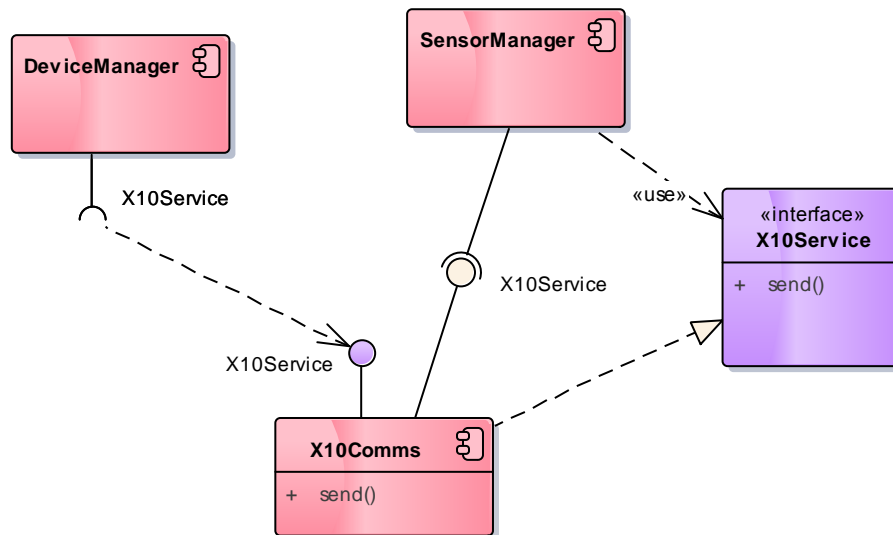 SensorManager
DeviceManager
X10Service
«use»
«interface»
X10Service
+ send()
X10Service
X10Service
X10Comms
+ send()